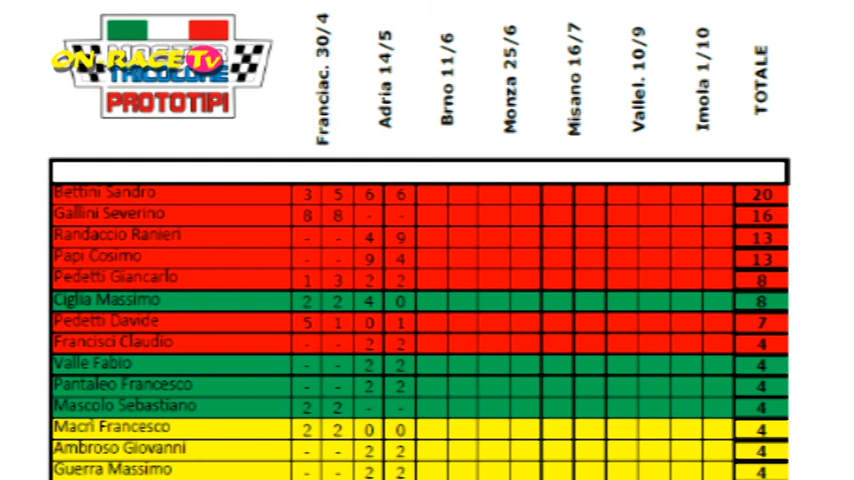 MASTER
ON-RACE TV
TRICOLORE
PROTOTIPI
Franciac. 30/4
Adria 14/5
Brno 11/6
Monza 25/6
Misano 16/7
Vallel. 10/9
Imola 1/10
TOTALE
Bettini Sandro 3 5 6 6 20
Gallini Severino 8 8 - - 16
Randaccio Ranieri - - 4 9 13
Papi Cosimo - - 9 4 13
Pedetti Giancarlo 1 3 2 2 8
Ciglia Massimo 2 2 4 0 8
Pedetti Davide 5 1 0 1 7
Francisci Claudio - - 2 2 4
Valle Fabio - - 2 2 4
Pantaleo Francesco - - 2 2 4
Mascolo Sebastiano 2 2 - - 4
Macrì Francesco 2 2 0 0 4
Ambroso Giovanni - - 2 2 4
Guerra Massimo - - 2 2 4